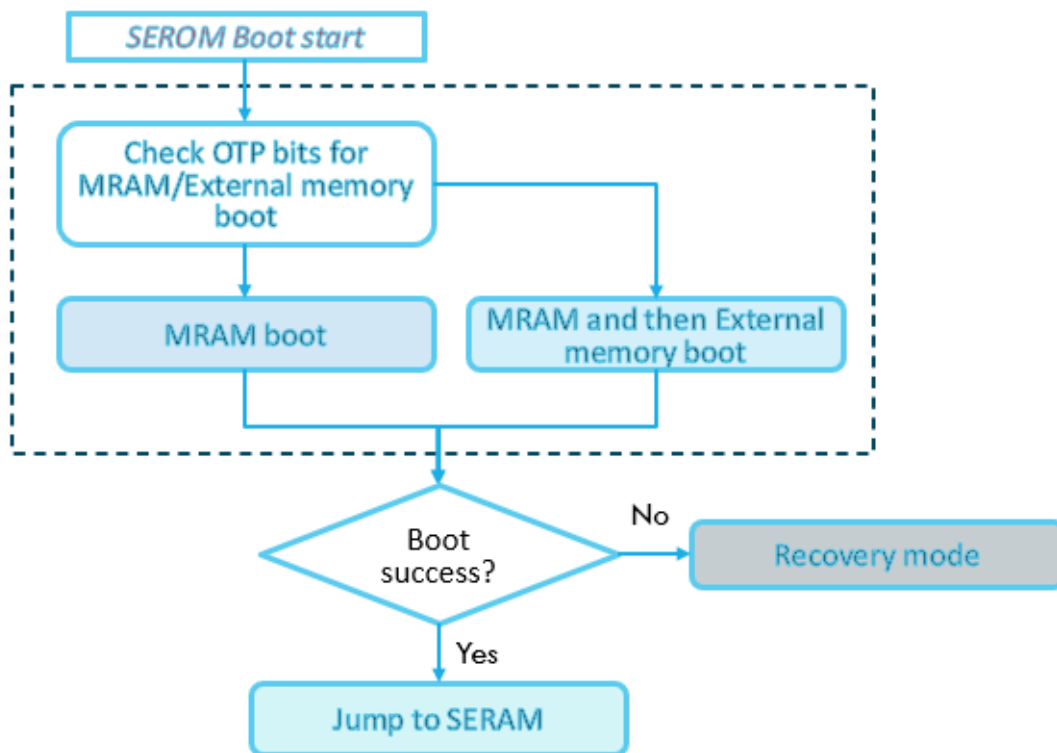 SEROM Boot start
Check OTP bits for
MRAM/External memory
boot
MRAM boot
MRAM and then External
memory boot
Boot
success?
No
Recovery mode
Yes
Jump to SERAM